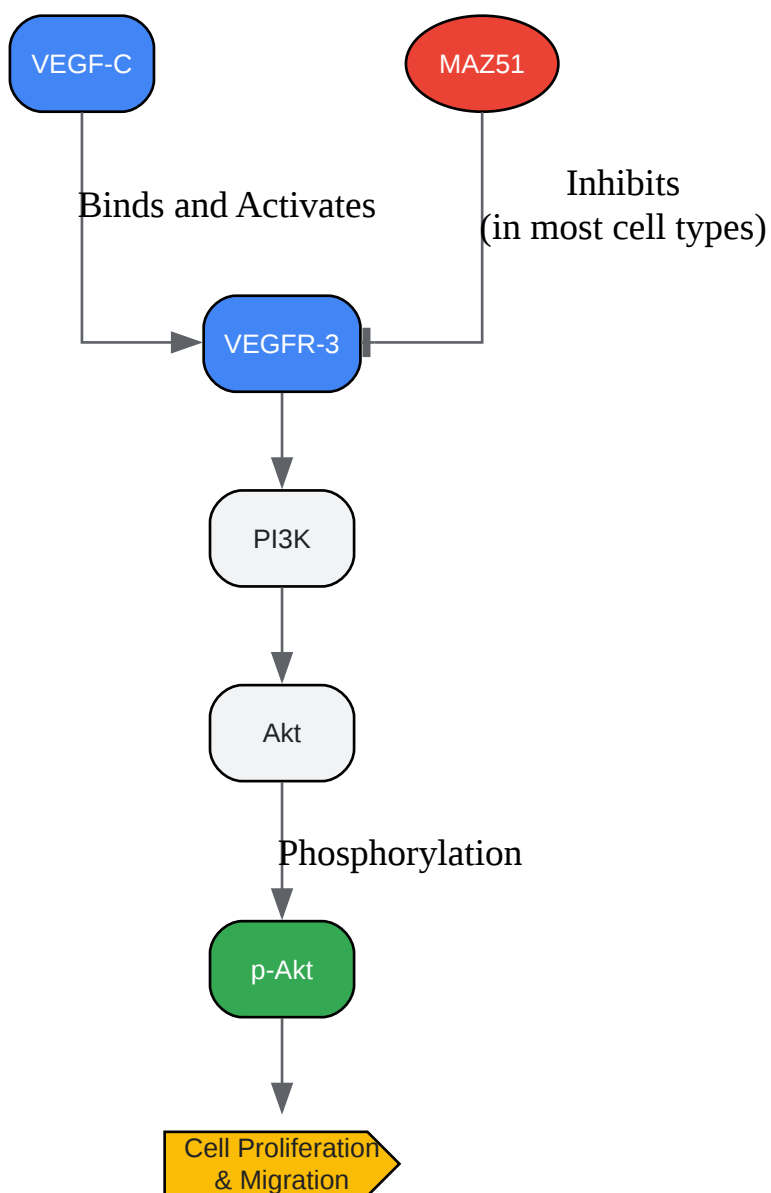 VEGF-C
MAZ51
Binds and Activates
Inhibits
(in most cell types)
VEGFR-3
PI3K
Akt
Phosphorylation
p-Akt
Cell Proliferation
& Migration